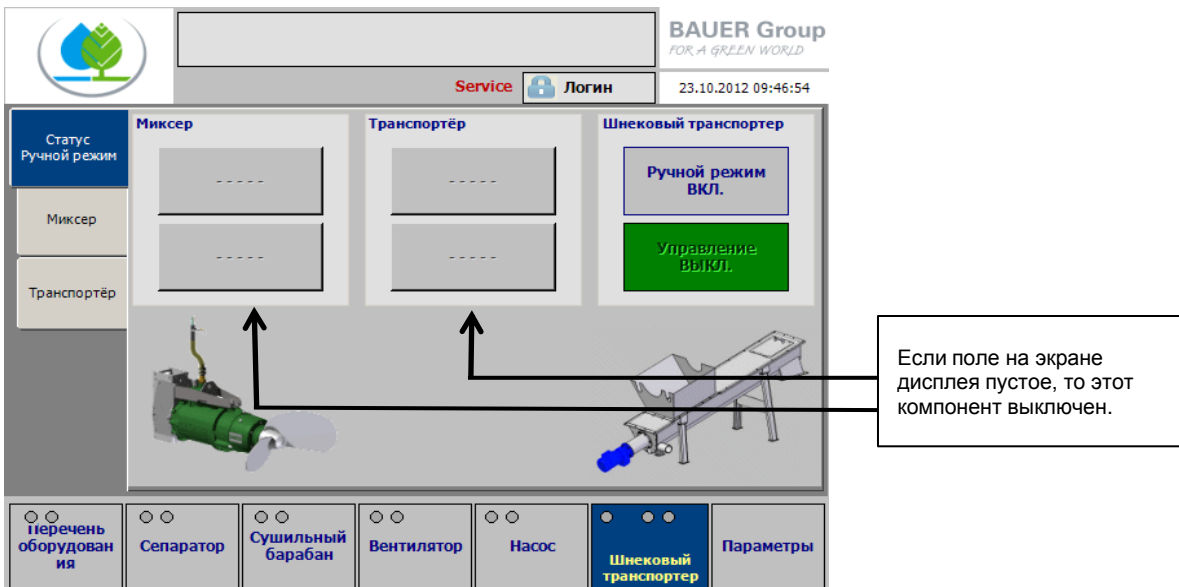 BAUER Group
FOR A GREEN WORLD
Service Логин
23.10.2012 09:46:54
Статус
Ручной режим
Миксер
Транспортёр
Миксер
- - - - -
- - - - -
Транспортёр
- - - - -
- - - - -
Шнековый транспортер
Ручной режим
ВКЛ.
Управление
ВЫКЛ.
Если поле на экране
дисплея пустое, то этот
компонент выключен.
Перечень
оборудован
ия
Сепаратор
Сушильный
барабан
Вентилятор
Насос
Шнековый
транспортер
Параметры